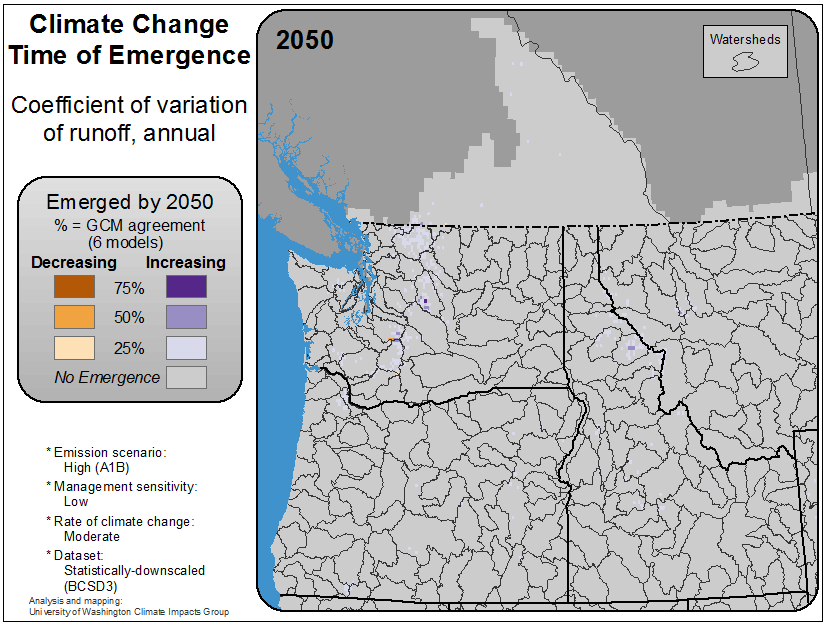 Climate Change
Time of Emergence
Coefficient of variation
of runoff, annual
Emerged by 2050
% = GCM agreement
(6 models)
Decreasing Increasing
75%
50%
25%
No Emergence
* Emission scenario:
High (A1B)
* Management sensitivity:
Low
* Rate of climate change:
Moderate
* Dataset:
Statistically-downscaled
(BCSD3)
Analysis and mapping:
University of Washington Climate Impacts Group
2050
Watersheds